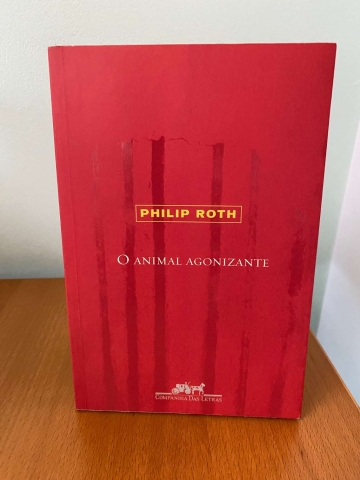 PHILIP ROTH
O ANIMAL AGONIZANTE
COMPANHIA DAS LETRAS